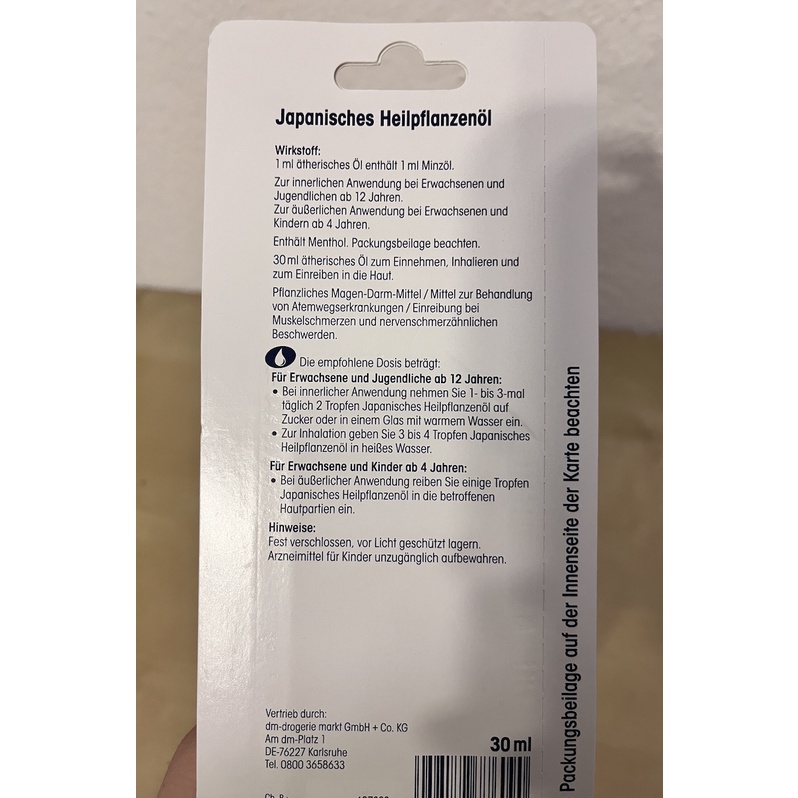 Japanisches Heilpflanzenöl
Wirkstoff:
1 ml ätherisches Öl enthält 1 ml Minzöl.
Zur innerlichen Anwendung bei Erwachsenen und
Jugendlichen ab 12 Jahren.
Zur äußerlichen Anwendung bei Erwachsenen und
Kindern ab 4 Jahren.
Enthält Menthol. Packungsbeilage beachten.
30 ml ätherisches Öl zum Einnehmen, Inhalieren und
zum Einreiben in die Haut.
Pflanzliches Magen-Darm-Mittel / Mittel zur Behandlung
von Atemwegserkrankungen / Einreibung bei
Muskelschmerzen und nervenschmerzähnlichen
Beschwerden.
Die empfohlene Dosis beträgt:
Für Erwachsene und Jugendliche ab 12 Jahren:
• Bei innerlicher Anwendung nehmen Sie 1- bis 3-mal
täglich 2 Tropfen Japanisches Heilpflanzenöl auf
Zucker oder in einem Glas mit warmem Wasser ein.
• Zur Inhalation geben Sie 3 bis 4 Tropfen Japanisches
Heilpflanzenöl in heißes Wasser.
Für Erwachsene und Kinder ab 4 Jahren:
• Bei äußerlicher Anwendung reiben Sie einige Tropfen
Japanisches Heilpflanzenöl in die betroffenen
Hautpartien ein.
Hinweise:
Fest verschlossen, vor Licht geschützt lagern.
Arzneimittel für Kinder unzugänglich aufbewahren.
Vertrieb durch:
dm-drogerie markt GmbH + Co. KG
Am dm-Platz 1
DE-76227 Karlsruhe
Tel. 0800 3658633
30 ml
Packungsbeilage auf der Innenseite der Karte beachten